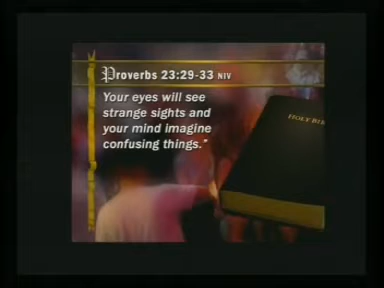 Proverbs 23:29-33 NIV
Your eyes will see
strange sights and
your mind imagine
confusing things."
HOLY BIB